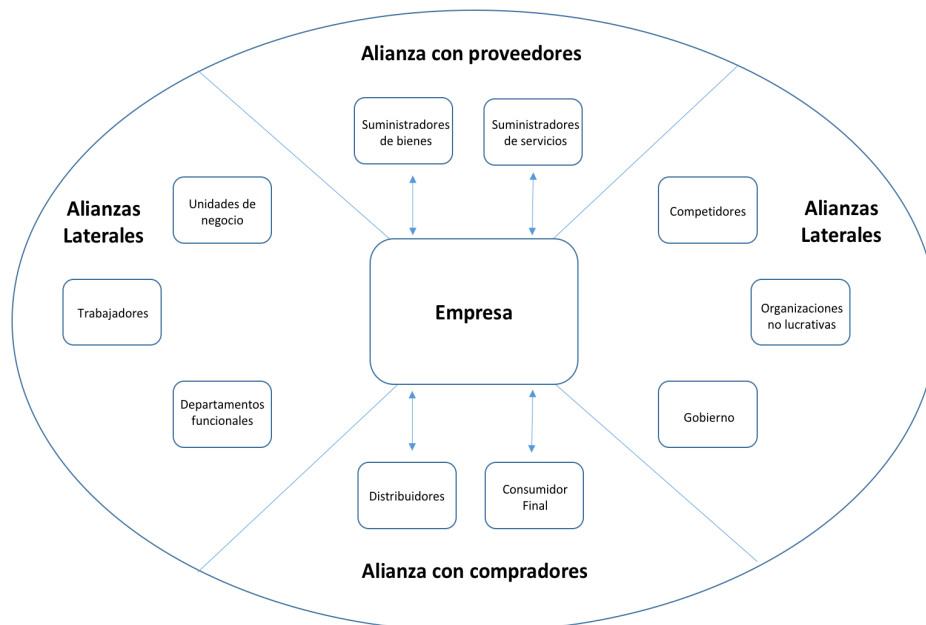 Alianza con proveedores
Suministradores
de bienes
Suministradores
de servicios
Alianzas
Laterales
Unidades de
negocio
Trabajadores
Departamentos
funcionales
Empresa
Competidores
Alianzas
Laterales
Organizaciones
no lucrativas
Gobierno
Distribuidores
Consumidor
Final
Alianza con compradores